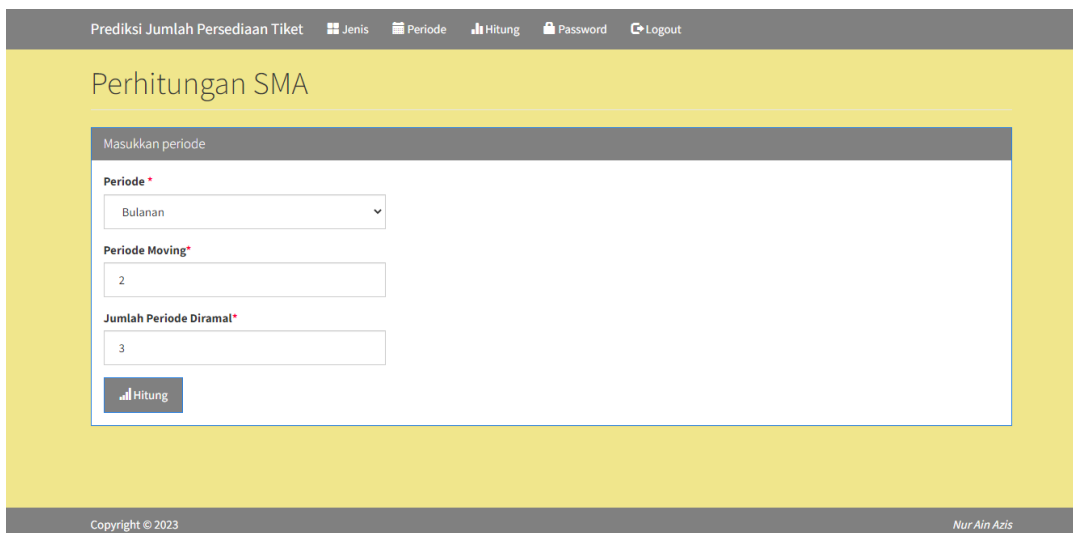 Prediksi Jumlah Persediaan Tiket Jenis Periode Hitung Password Logout
Perhitungan SMA
Masukkan periode
Periode *
Bulanan
Periode Moving*
2
Jumlah Periode Diramal*
3
Hitung
Copyright © 2023 Nur Ain Azis